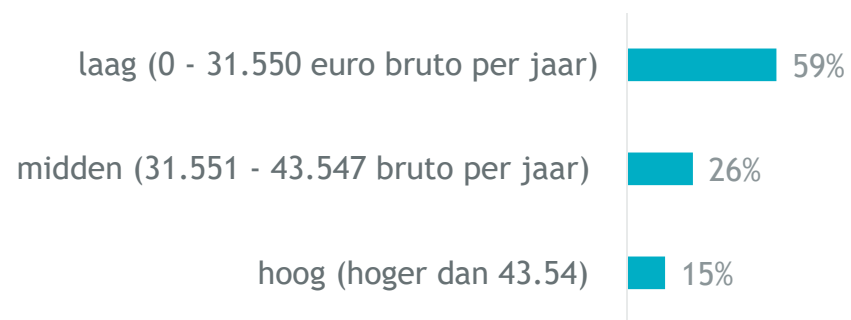 laag (0 - 31.550 euro bruto per jaar) 59%
midden (31.551 - 43.547 bruto per jaar) 26%
hoog (hoger dan 43.54) 15%